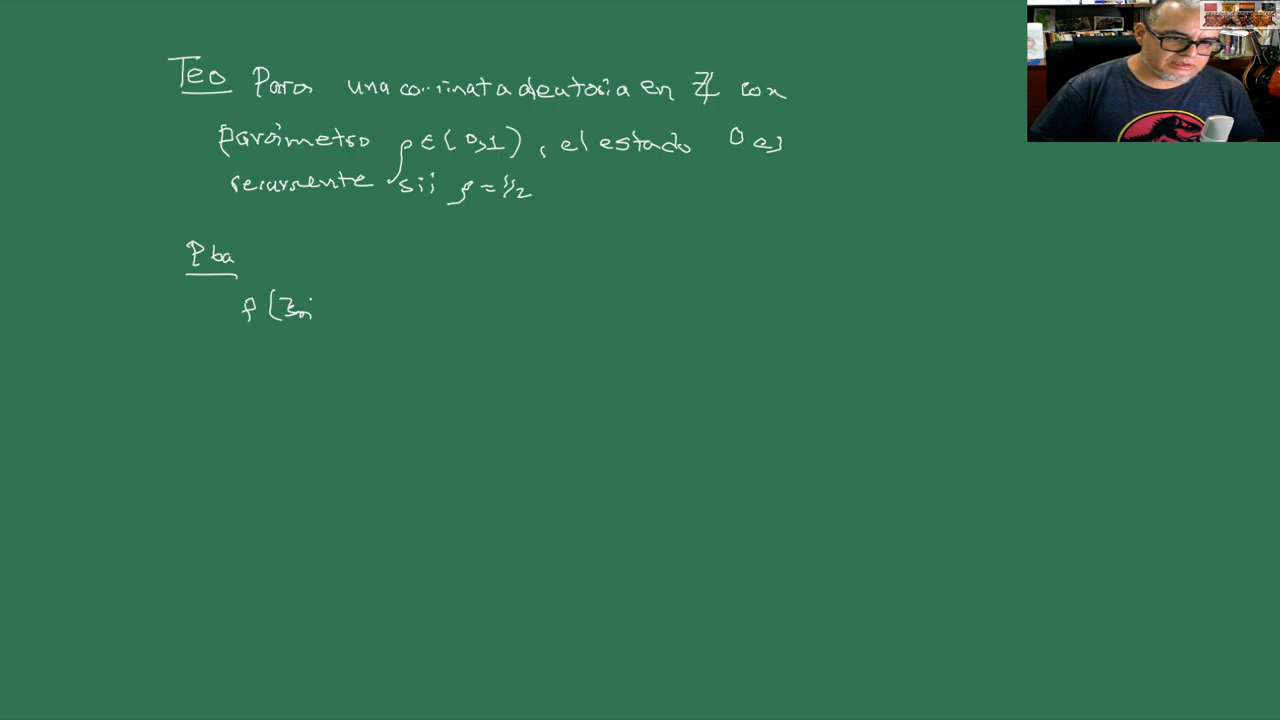 Teo Para una caminata aleatoria en ℤ con
parámetro ρ ∈ (0,1), el estado 0 es
recurrente sii ρ = 1/2
Pba
P(